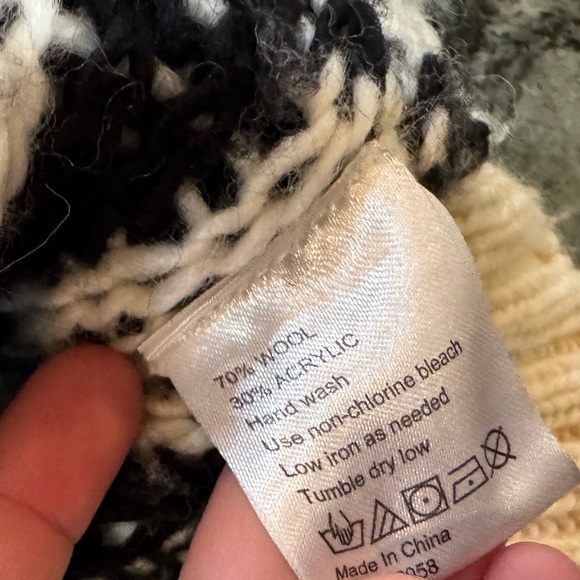 70% WOOL
30% ACRYLIC
Hand wash
Use non-chlorine bleach
Low iron as needed
Tumble dry low
Made In China
058